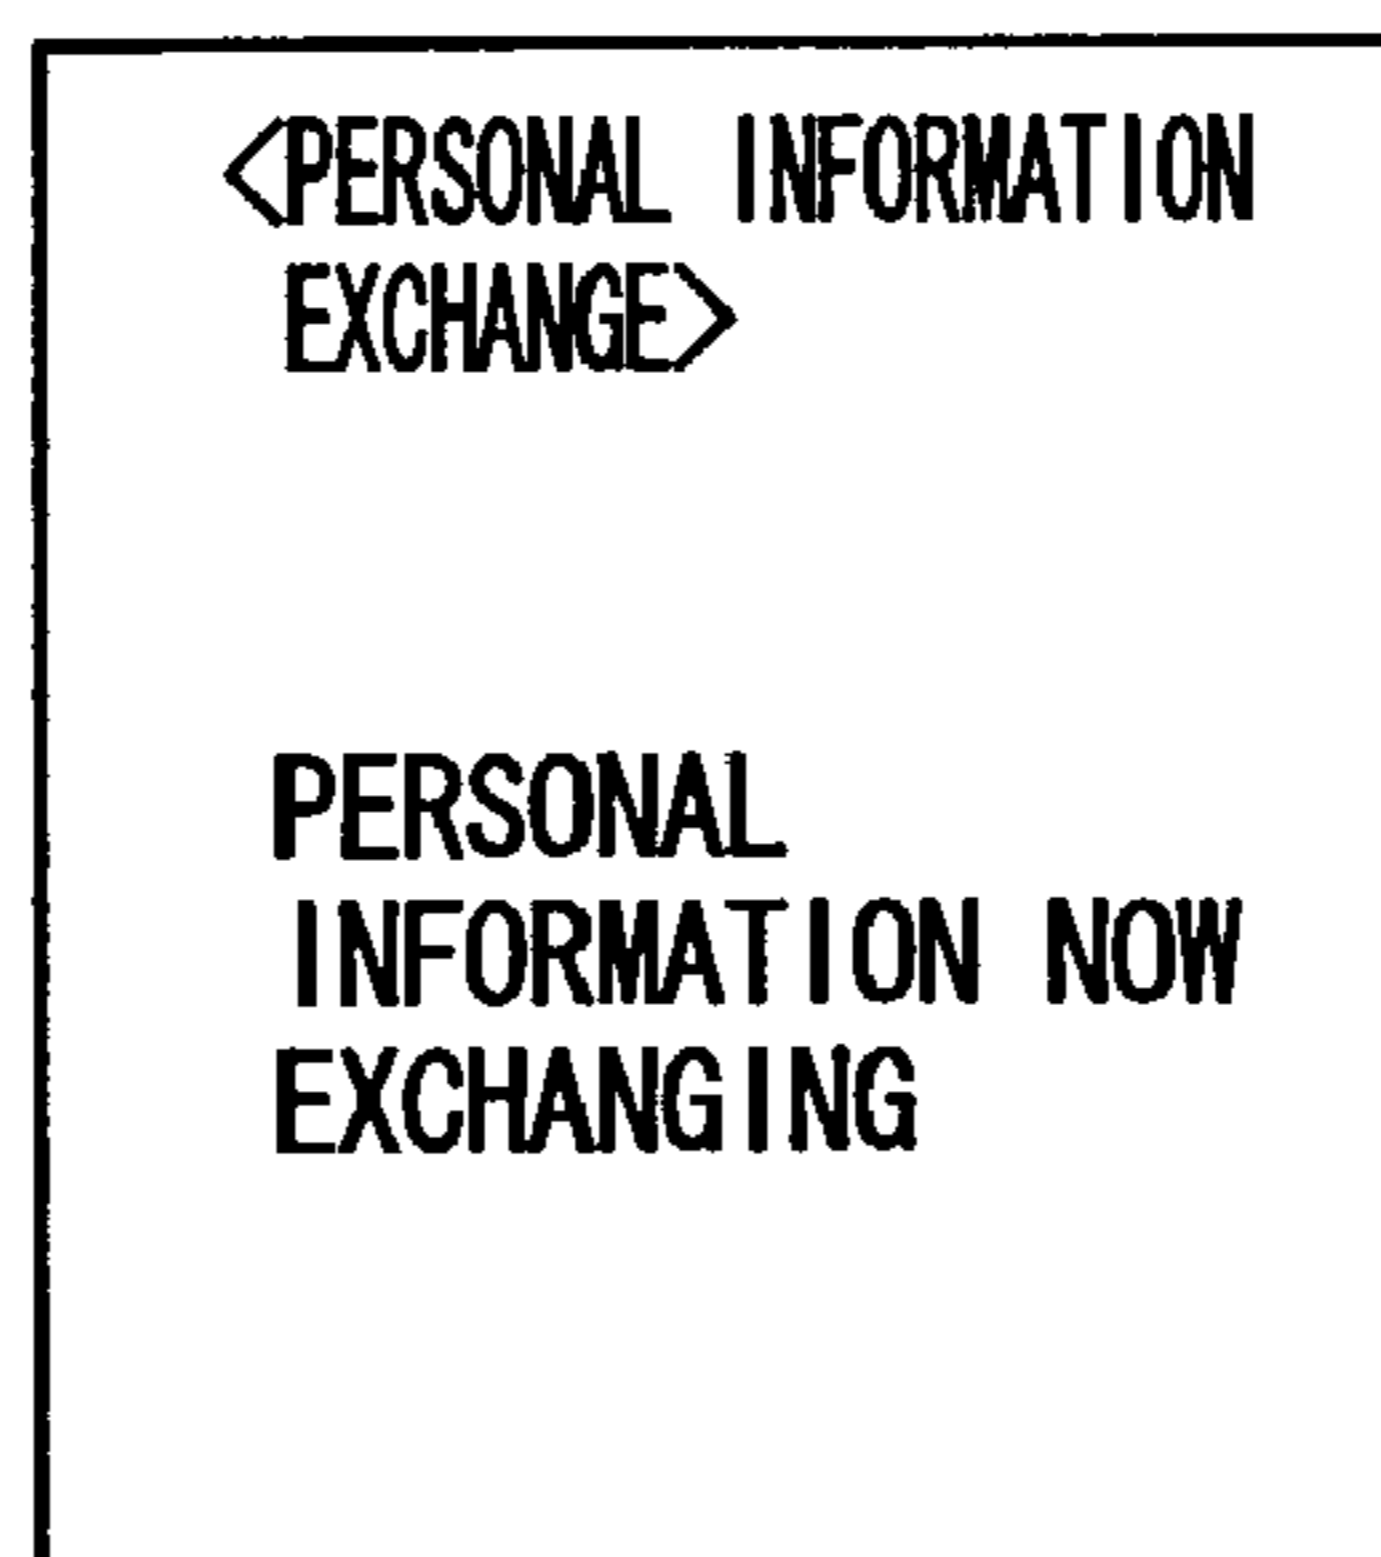 <PERSONAL INFORMATION
EXCHANGE>
PERSONAL
INFORMATION NOW
EXCHANGING